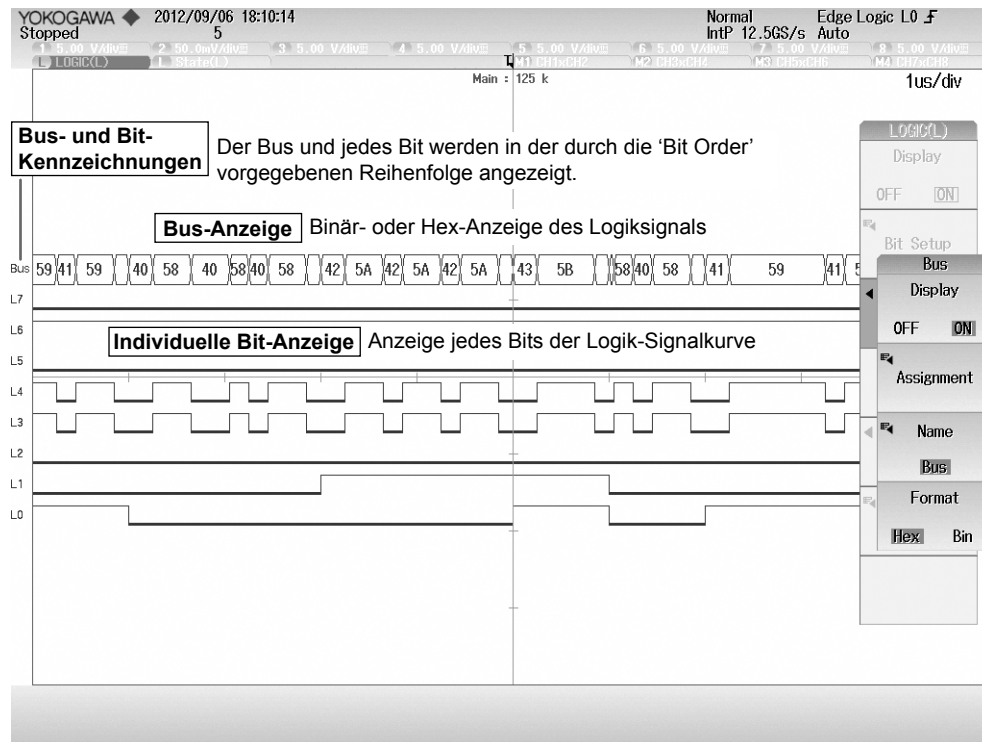 YOKOGAWA ◆ 2012/09/06 18:10:14 Normal Edge Logic L0
Stopped 5 IntP 12.5GS/s Auto
1 5.00 V/div 2 50.0mV/div 3 5.00 V/div 4 5.00 V/div 5 5.00 V/div 6 5.00 V/div 7 5.00 V/div 8 5.00 V/div
L LOGIC(L) L State(L) M1 CH1xCH2 M2 CH3xCH4 M3 CH5xCH6 M4 CH7xCH8
Main : 125 k
1us/div
Bus- und Bit-
Kennzeichnungen
Der Bus und jedes Bit werden in der durch die ‘Bit Order’
vorgegebenen Reihenfolge angezeigt.
Bus-Anzeige Binär- oder Hex-Anzeige des Logiksignals
Bus 59 41 59 40 58 40 58 40 58 42 5A 42 5A 42 5A 43 5B 58 40 58 41 59 41
L7
L6
Individuelle Bit-Anzeige Anzeige jedes Bits der Logik-Signalkurve
L5
L4
L3
L2
L1
L0
LOGIC(L)
Display
OFF ON
Bit Setup
Bus
Display
OFF ON
Assignment
Name
Bus
Format
Hex Bin